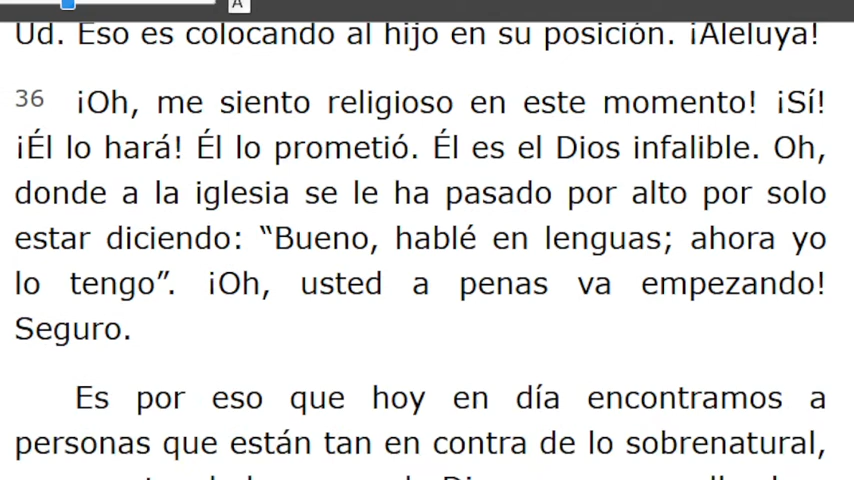 A
Ud. Eso es colocando al hijo en su posición. ¡Aleluya!
36 ¡Oh, me siento religioso en este momento! ¡Sí!
¡Él lo hará! Él lo prometió. Él es el Dios infalible. Oh,
donde a la iglesia se le ha pasado por alto por solo
estar diciendo: “Bueno, hablé en lenguas; ahora yo
lo tengo”. ¡Oh, usted a penas va empezando!
Seguro.
Es por eso que hoy en día encontramos a
personas que están tan en contra de lo sobrenatural,